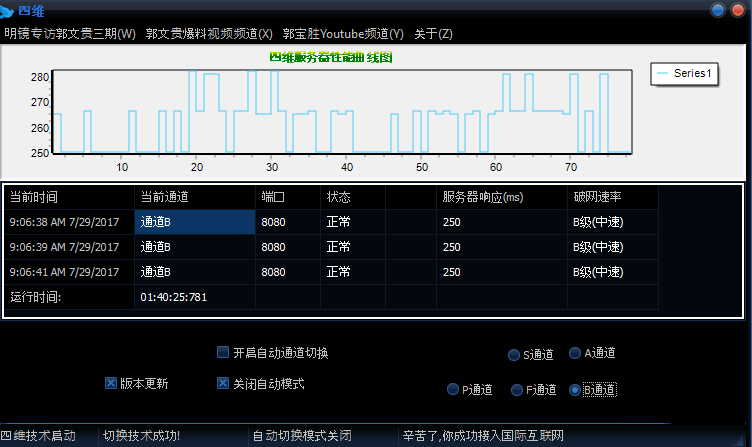 四维
明镜专访郭文贵三期(W) 郭文贵爆料视频频道(X) 郭宝胜Youtube频道(Y) 关于(Z)
四维服务器性能曲线图
280
270
260
250
10 20 30 40 50 60 70
Series1
当前时间 当前通道 端口 状态 服务器响应(ms) 破网速率
9:06:38 AM 7/29/2017 通道B 8080 正常 250 B级(中速)
9:06:39 AM 7/29/2017 通道B 8080 正常 250 B级(中速)
9:06:41 AM 7/29/2017 通道B 8080 正常 250 B级(中速)
运行时间: 01:40:25:781
开启自动通道切换 S通道 A通道
版本更新 关闭自动模式 P通道 F通道 B通道
四维技术启动 切换技术成功! 自动切换模式关闭 辛苦了,你成功接入国际互联网